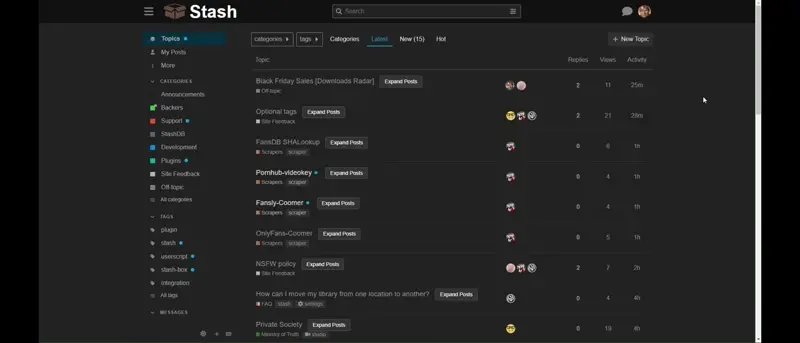 Stash
Search
Topics
My Posts
More
CATEGORIES
Announcements
Backers
Support
StashDB
Development
Plugins
Site Feedback
Off-topic
All categories
TAGS
plugin
stash
userscript
stash-box
integration
All tags
MESSAGES
categories tags Categories Latest New (15) Hot
New Topic
Topic Replies Views Activity
Black Friday Sales [Downloads Radar] Expand Posts 2 11 25m
Off-topic
Optional tags Expand Posts 2 21 28m
Site Feedback
FansDB SHALookup Expand Posts 0 6 1h
Scrapers scraper
Pornhub-videokey Expand Posts 0 4 1h
Scrapers scraper
Fansly-Coomer Expand Posts 0 4 1h
Scrapers scraper
OnlyFans-Coomer Expand Posts 0 5 1h
Scrapers scraper
NSFW policy Expand Posts 2 7 2h
Site Feedback
How can I move my library from one location to another? Expand Posts 0 4 4h
FAQ stash settings
Private Society Expand Posts 0 19 4h
Ministry of Truth studio